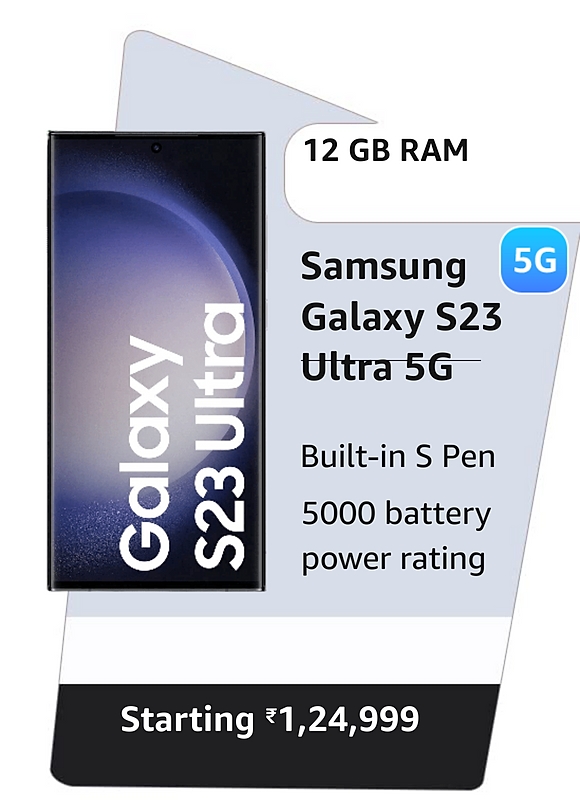 12 GB RAM
5G
Samsung
Galaxy S23
Ultra 5G
Built-in S Pen
5000 battery
power rating
Galaxy
S23 Ultra
Starting ₹1,24,999